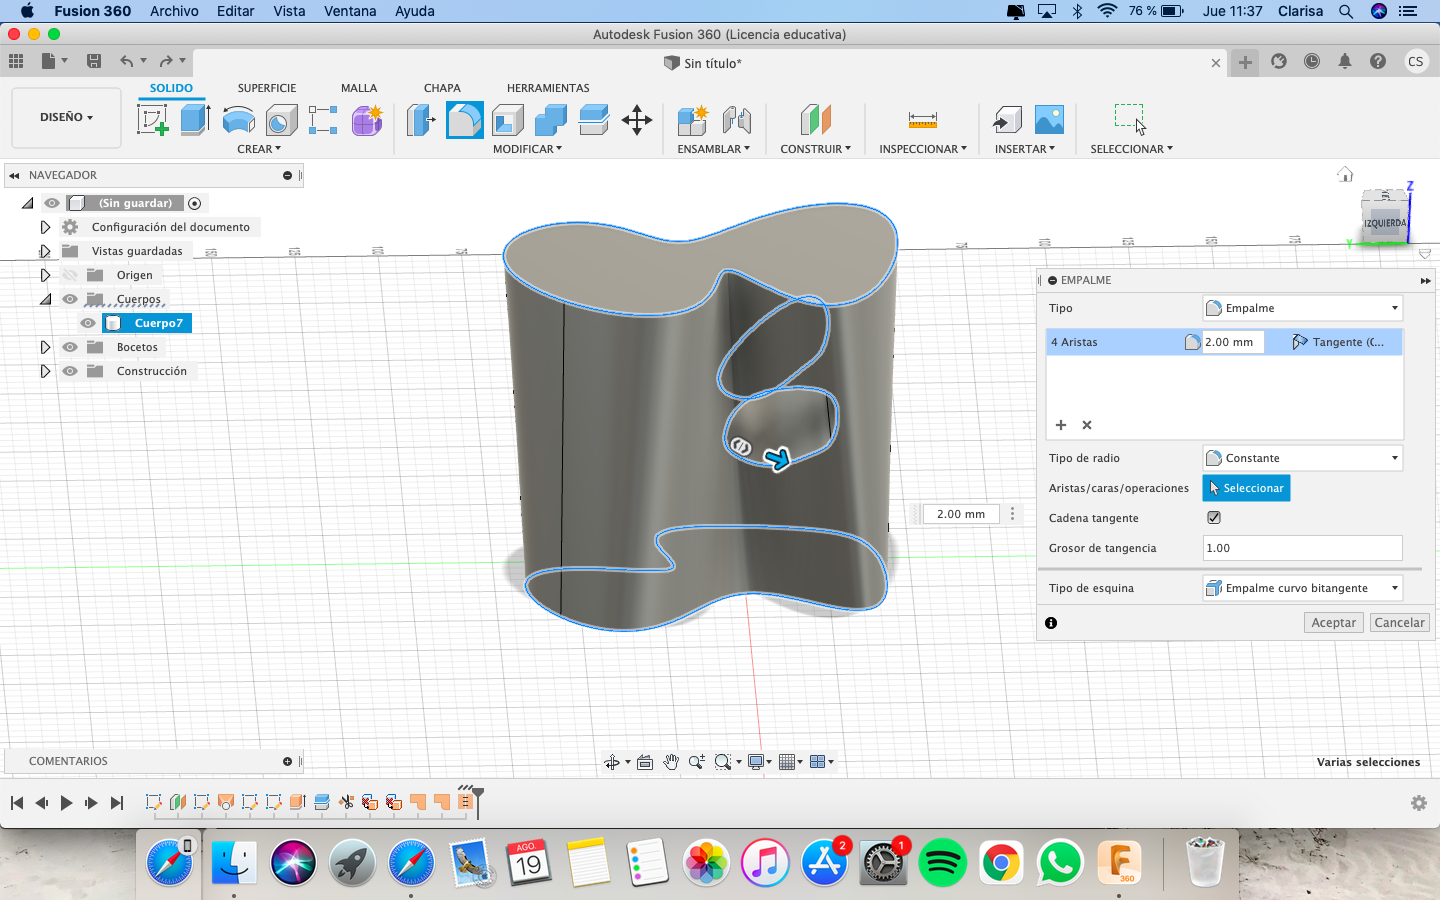 Fusion 360 Archivo Editar Vista Ventana Ayuda 76 % Jue 11:37 Clarisa
Autodesk Fusion 360 (Licencia educativa)
Sin título*
CS
DISEÑO
SOLIDO SUPERFICIE MALLA CHAPA HERRAMIENTAS
CREAR MODIFICAR ENSAMBLAR CONSTRUIR INSPECCIONAR INSERTAR SELECCIONAR
NAVEGADOR
(Sin guardar)
Configuración del documento
Vistas guardadas
Origen
Cuerpos
Cuerpo7
Bocetos
Construcción
Z
IZQUIERDA
Y
EMPALME
Tipo Empalme
4 Aristas 2.00 mm Tangente ((...
Tipo de radio Constante
Aristas/caras/operaciones Seleccionar
Cadena tangente
Grosor de tangencia 1.00
Tipo de esquina Empalme curvo bitangente
Aceptar Cancelar
2.00 mm
COMENTARIOS
Varias selecciones
AGO.
19
2
1
360